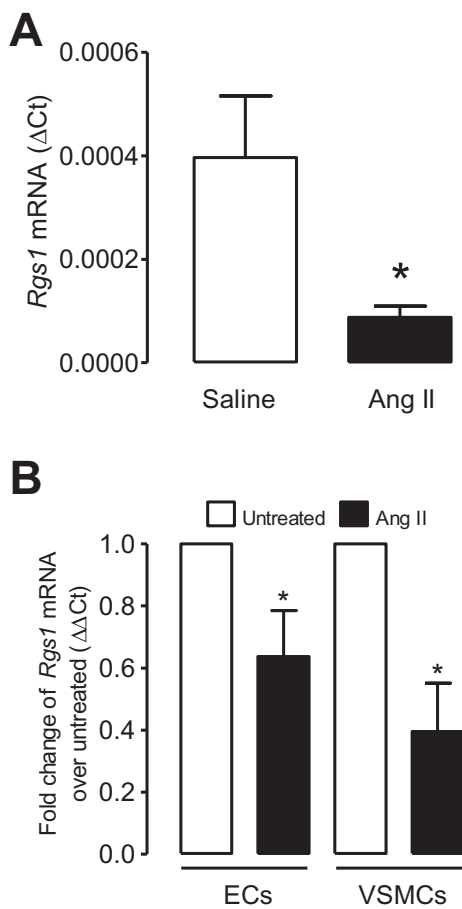 A
Rgs1 mRNA (ΔCt)
0.0006
0.0004
0.0002
0.0000
*
Saline
Ang II
B
Untreated
Ang II
Fold change of Rgs1 mRNA
over untreated (ΔΔCt)
1.0
0.8
0.6
0.4
0.2
0.0
*
*
ECs
VSMCs